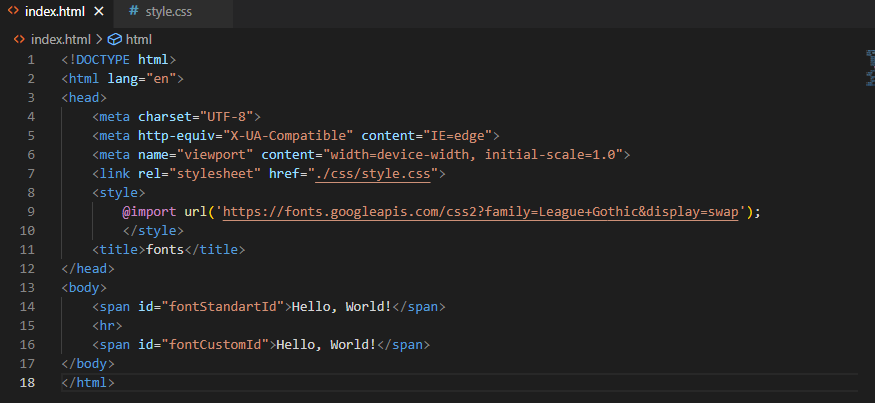 index.html × # style.css
index.html > html
1 <!DOCTYPE html>
2 <html lang="en">
3 <head>
4 <meta charset="UTF-8">
5 <meta http-equiv="X-UA-Compatible" content="IE=edge">
6 <meta name="viewport" content="width=device-width, initial-scale=1.0">
7 <link rel="stylesheet" href="./css/style.css">
8 <style>
9 @import url('https://fonts.googleapis.com/css2?family=League+Gothic&display=swap');
10 </style>
11 <title>fonts</title>
12 </head>
13 <body>
14 <span id="fontStandartId">Hello, World!</span>
15 <hr>
16 <span id="fontCustomId">Hello, World!</span>
17 </body>
18 </html>